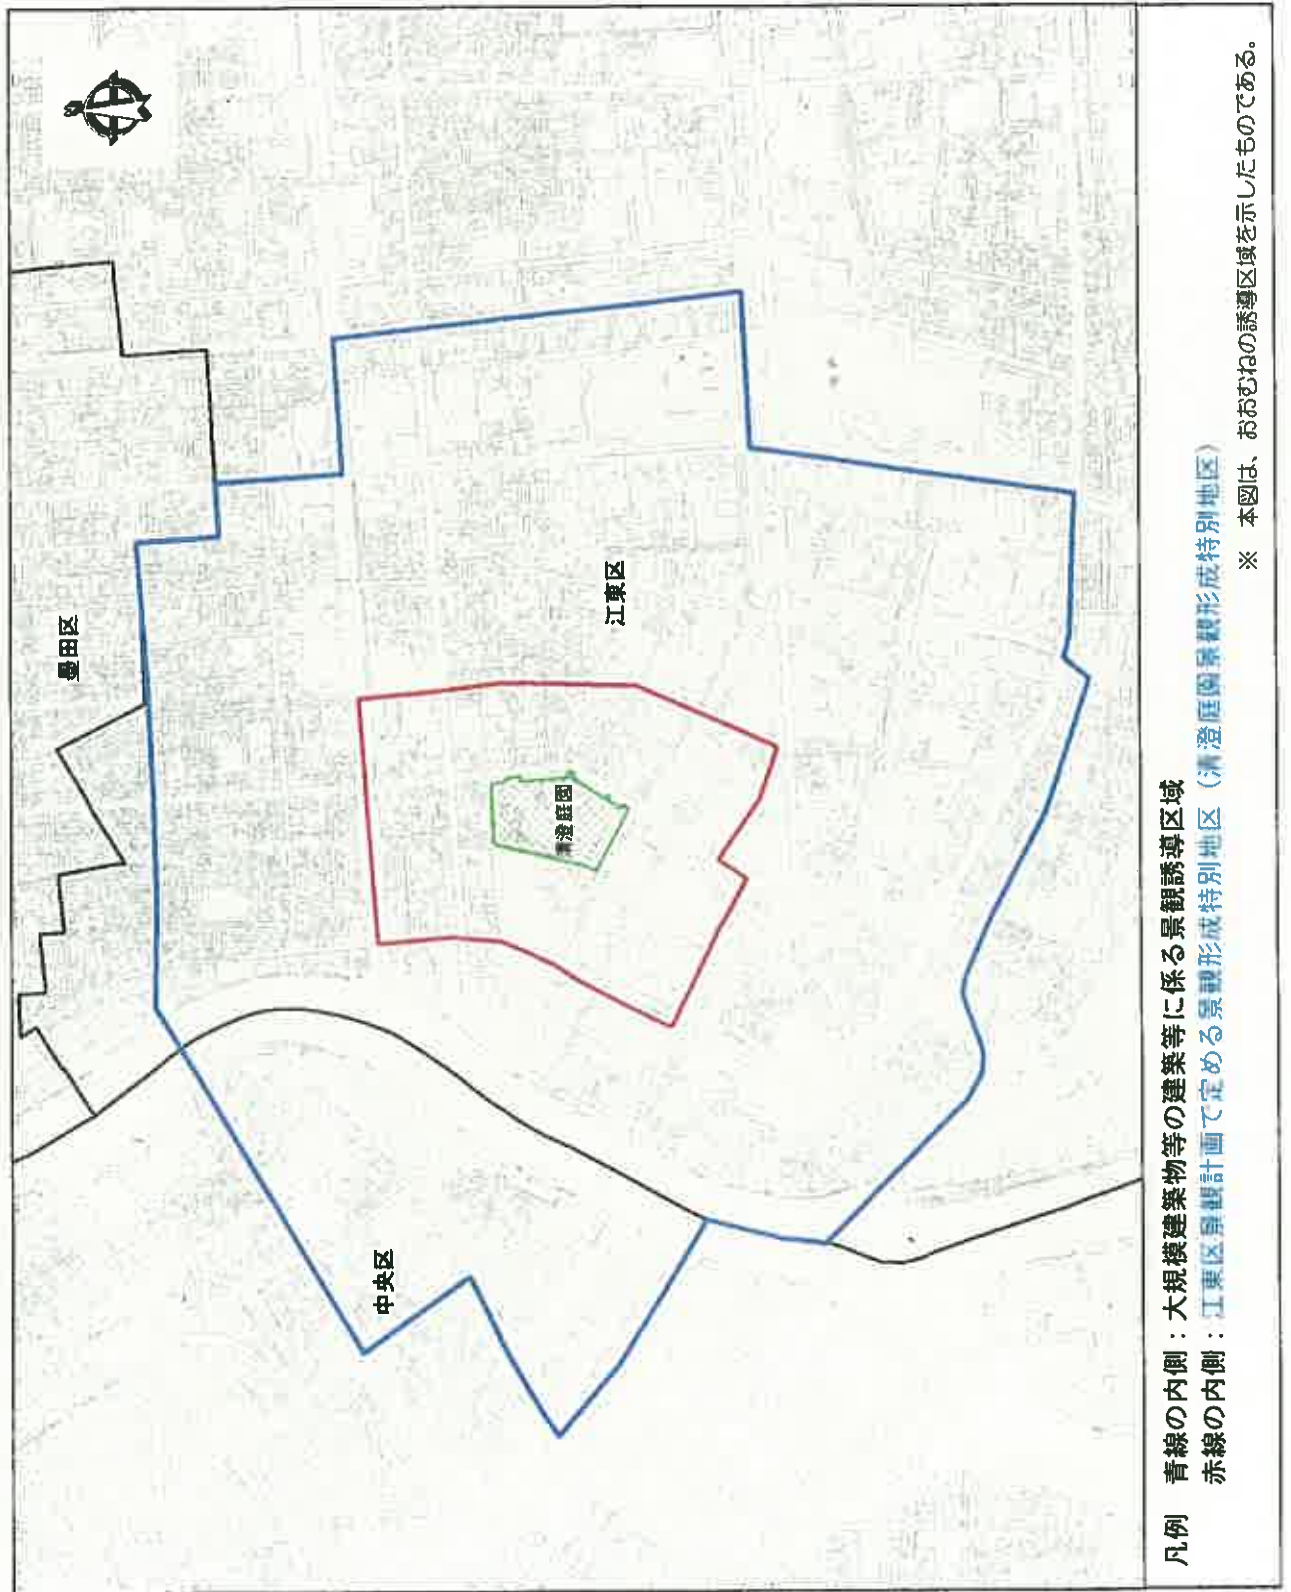 墨田区
江東区
清澄庭園
中央区
凡例　青線の内側：大規模建築物等の建築等に係る景観誘導区域
赤線の内側：江東区景観計画で定める景観形成特別地区（清澄庭園景観形成特別地区）
※　本図は、おおむねの誘導区域を示したものである。